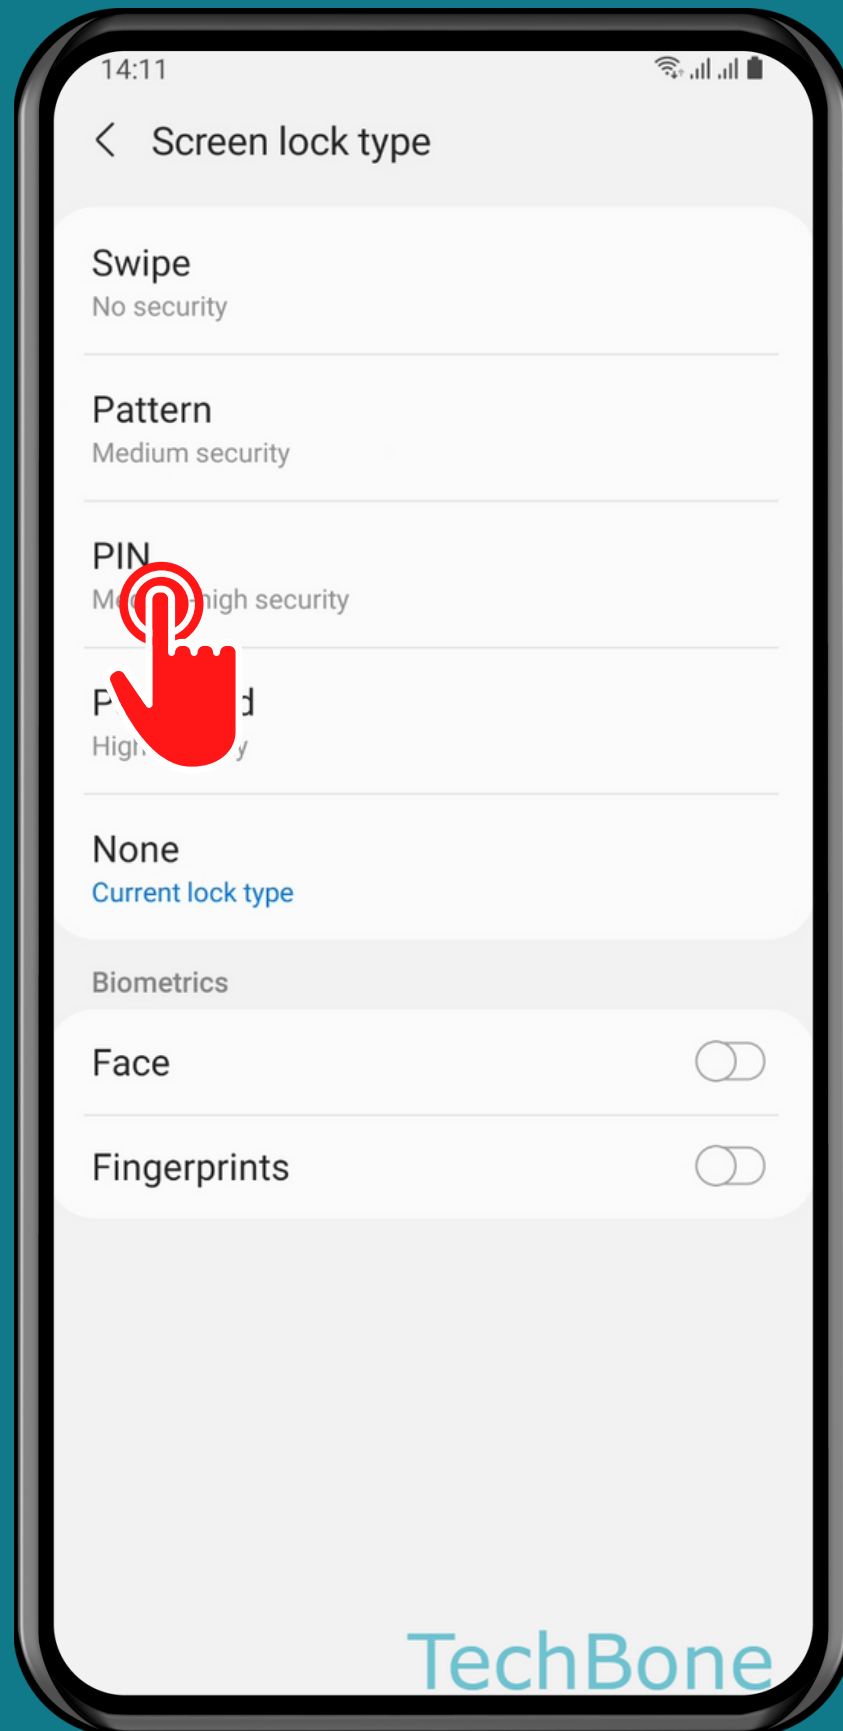 14:11
Screen lock type
Swipe
No security
Pattern
Medium security
PIN
high security
None
Current lock type
Biometrics
Face
Fingerprints
TechBone